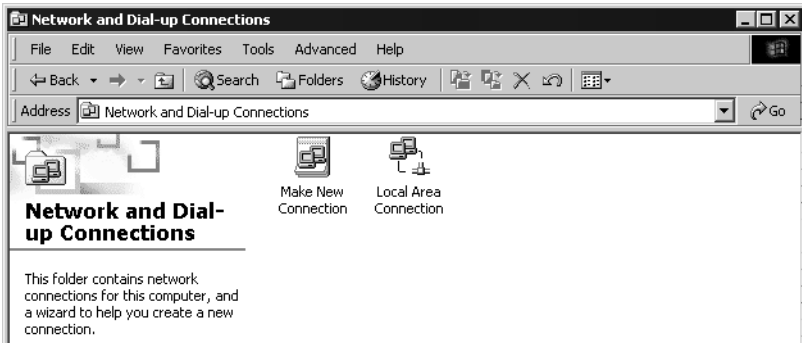 Network and Dial-up Connections
File Edit View Favorites Tools Advanced Help
Back Search Folders History
Address Network and Dial-up Connections Go
Make New Connection
Local Area Connection
Network and Dial-
up Connections
This folder contains network
connections for this computer, and
a wizard to help you create a new
connection.